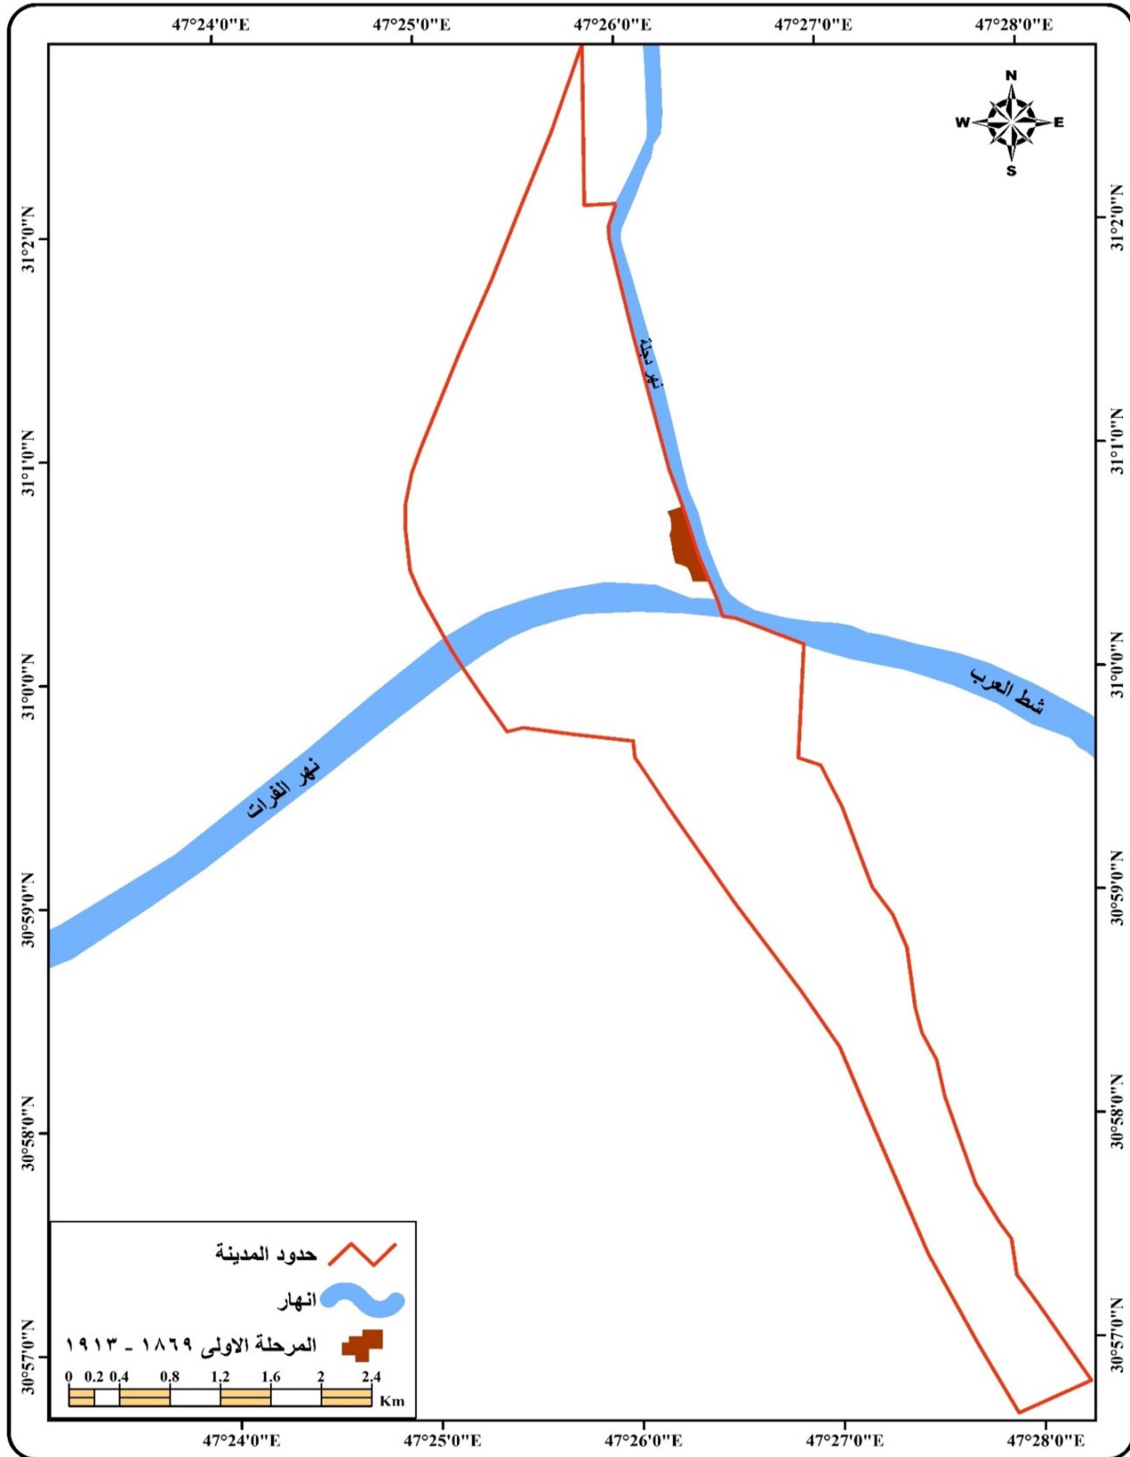 47°24'0"E 47°25'0"E 47°26'0"E 47°27'0"E 47°28'0"E
N
W E
S
31°2'0"N 31°2'0"N
نهر دجلة
31°1'0"N 31°1'0"N
31°0'0"N 31°0'0"N
شط العرب
نهر الفرات
30°59'0"N 30°59'0"N
30°58'0"N 30°58'0"N
30°57'0"N 30°57'0"N
حدود المدينة
انهار
المرحلة الاولى ١٨٦٩ - ١٩١٣
0 0.2 0.4 0.8 1.2 1.6 2 2.4
Km
47°24'0"E 47°25'0"E 47°26'0"E 47°27'0"E 47°28'0"E